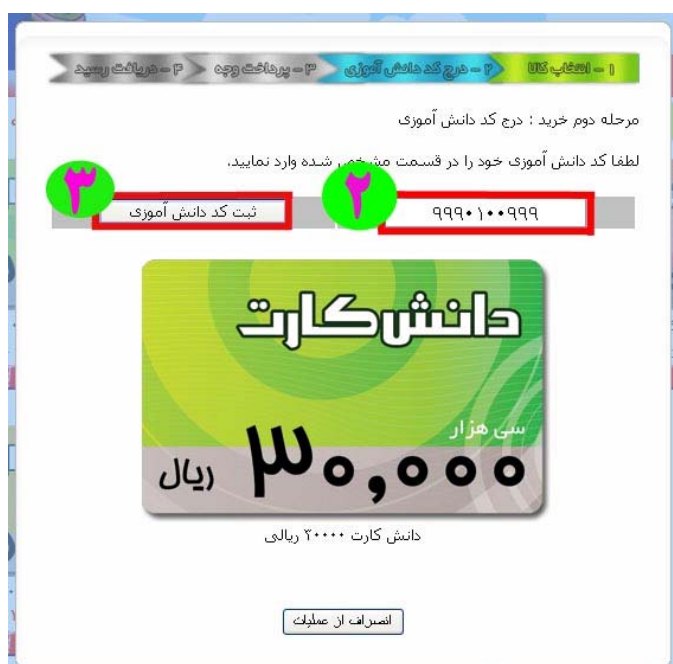 ۱ - انتخاب کالا ۲ - درج کد دانش آموزی ۳ - پرداخت وجه ۴ - دریافت رسید
مرحله دوم خرید : درج کد دانش آموزی
لطفا کد دانش آموزی خود را در قسمت مشخص شده وارد نمایید.
۲ ۳
۹۹۹۰۱۰۰۹۹۹ ثبت کد دانش آموزی
دانش کارت
سی هزار
۳۰,۰۰۰ ریال
دانش کارت ۳۰۰۰۰ ریالی
انصراف از عملیات